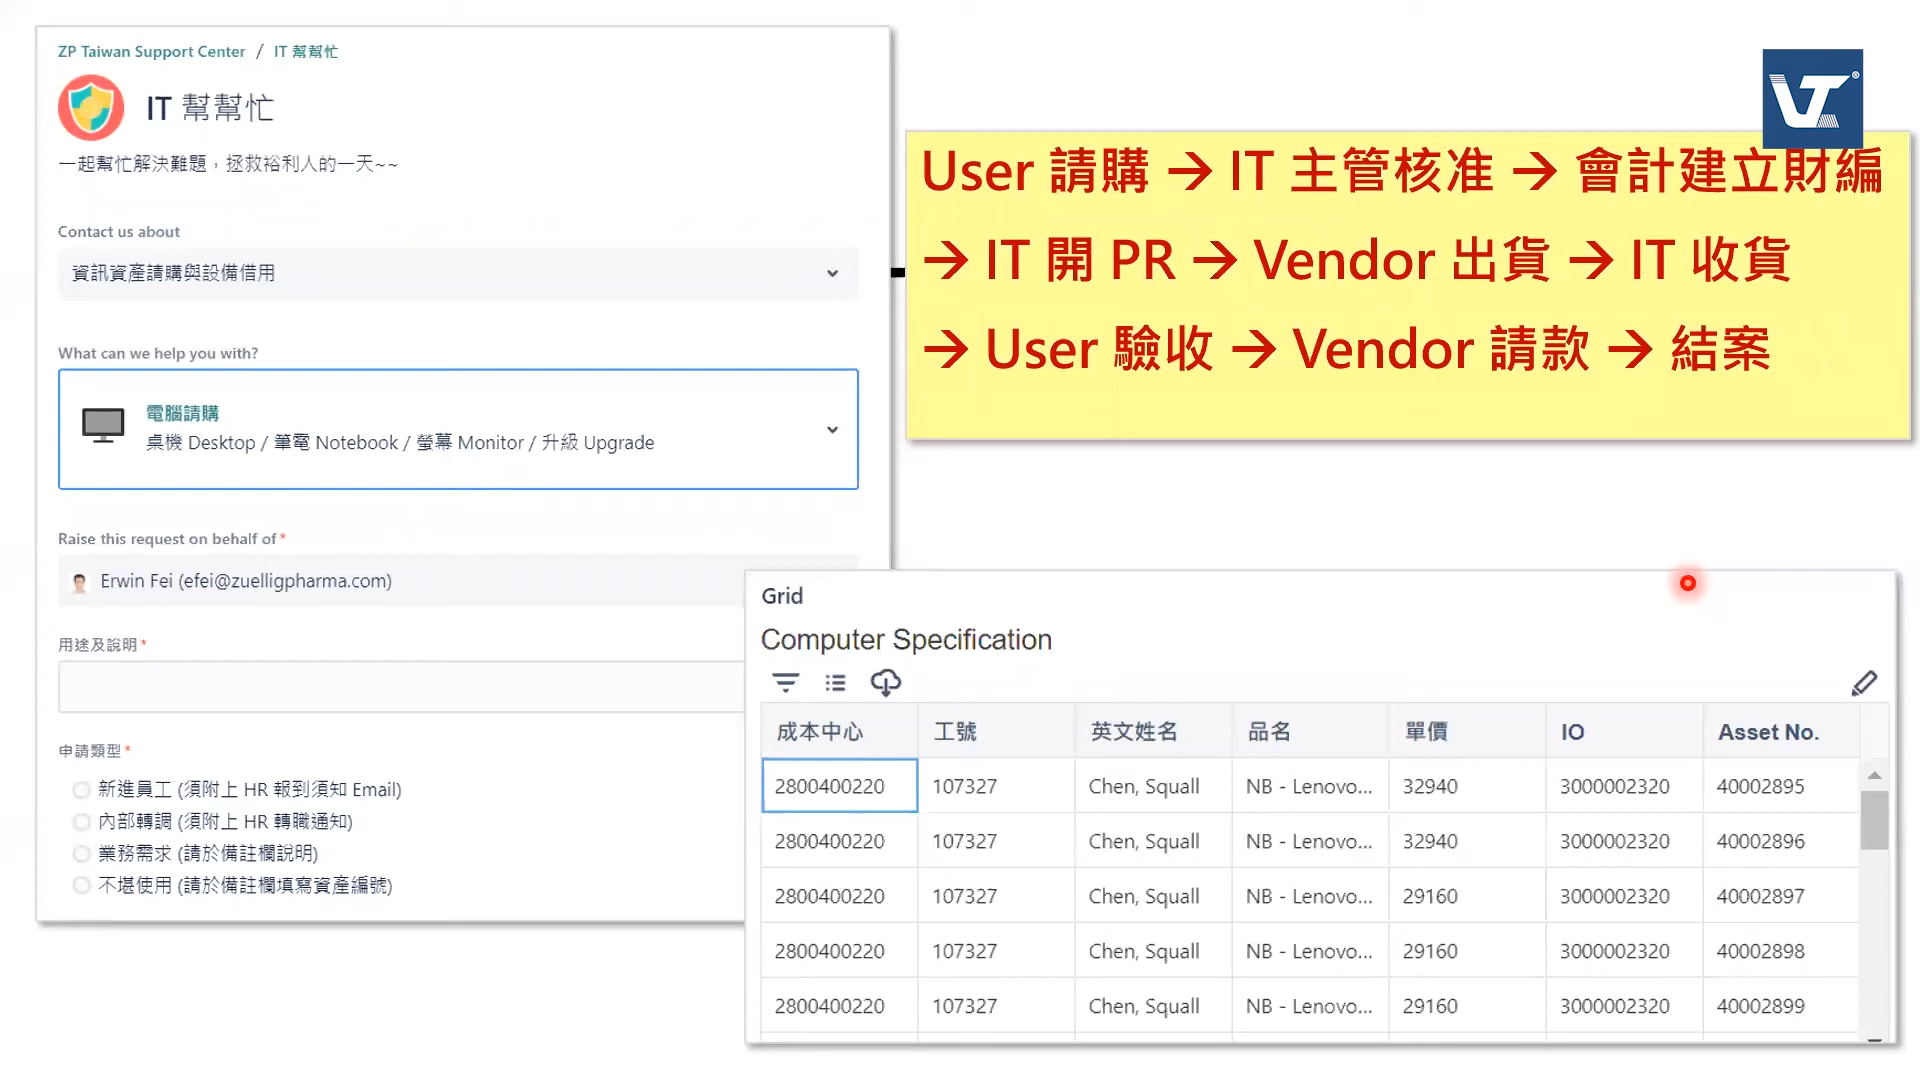 ZP Taiwan Support Center / IT 幫幫忙
IT 幫幫忙
一起幫忙解決難題，拯救裕利人的一天~~
Contact us about
資訊資產請購與設備借用
What can we help you with?
電腦請購
桌機 Desktop / 筆電 Notebook / 螢幕 Monitor / 升級 Upgrade
Raise this request on behalf of *
Erwin Fei (efei@zuelligpharma.com)
用途及說明 *
申請類型 *
新進員工 (須附上 HR 報到須知 Email)
內部轉調 (須附上 HR 轉職通知)
業務需求 (請於備註欄說明)
不堪使用 (請於備註欄填寫資產編號)
VT®
User 請購 → IT 主管核准 → 會計建立財編
→ IT 開 PR → Vendor 出貨 → IT 收貨
→ User 驗收 → Vendor 請款 → 結案
Grid
Computer Specification
成本中心 工號 英文姓名 品名 單價 IO Asset No.
2800400220 107327 Chen, Squall NB - Lenovo... 32940 3000002320 40002895
2800400220 107327 Chen, Squall NB - Lenovo... 32940 3000002320 40002896
2800400220 107327 Chen, Squall NB - Lenovo... 29160 3000002320 40002897
2800400220 107327 Chen, Squall NB - Lenovo... 29160 3000002320 40002898
2800400220 107327 Chen, Squall NB - Lenovo... 29160 3000002320 40002899